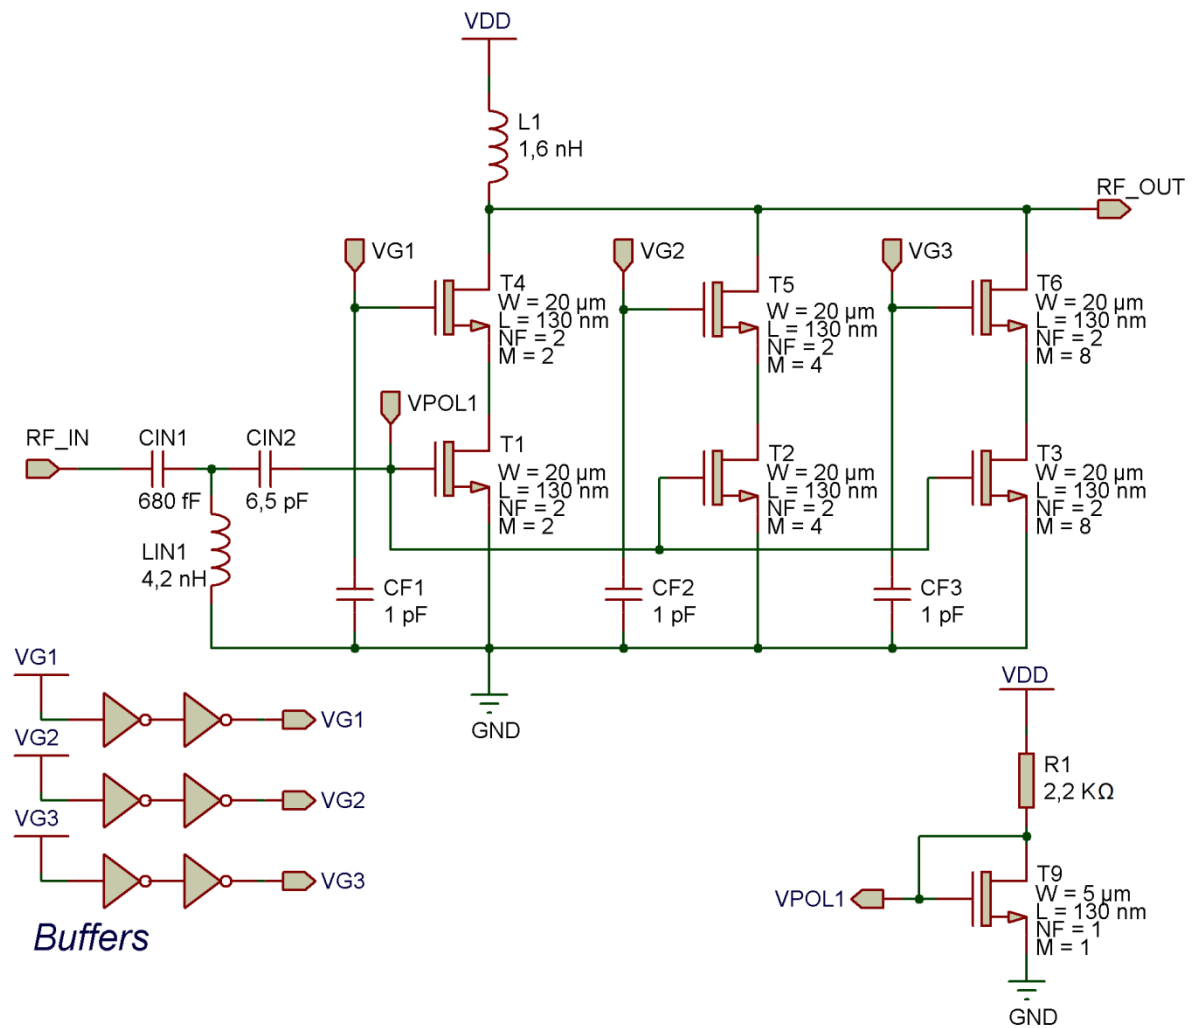 VDD
L1
1,6 nH
RF_OUT
VG1
VG2
VG3
T4
W = 20 µm
L = 130 nm
NF = 2
M = 2
T5
W = 20 µm
L = 130 nm
NF = 2
M = 4
T6
W = 20 µm
L = 130 nm
NF = 2
M = 8
VPOL1
RF_IN
CIN1
680 fF
CIN2
6,5 pF
T1
W = 20 µm
L = 130 nm
NF = 2
M = 2
T2
W = 20 µm
L = 130 nm
NF = 2
M = 4
T3
W = 20 µm
L = 130 nm
NF = 2
M = 8
LIN1
4,2 nH
CF1
1 pF
CF2
1 pF
CF3
1 pF
GND
VG1
VG1
VG2
VG2
VG3
VG3
Buffers
VDD
R1
2,2 KΩ
VPOL1
T9
W = 5 µm
L = 130 nm
NF = 1
M = 1
GND